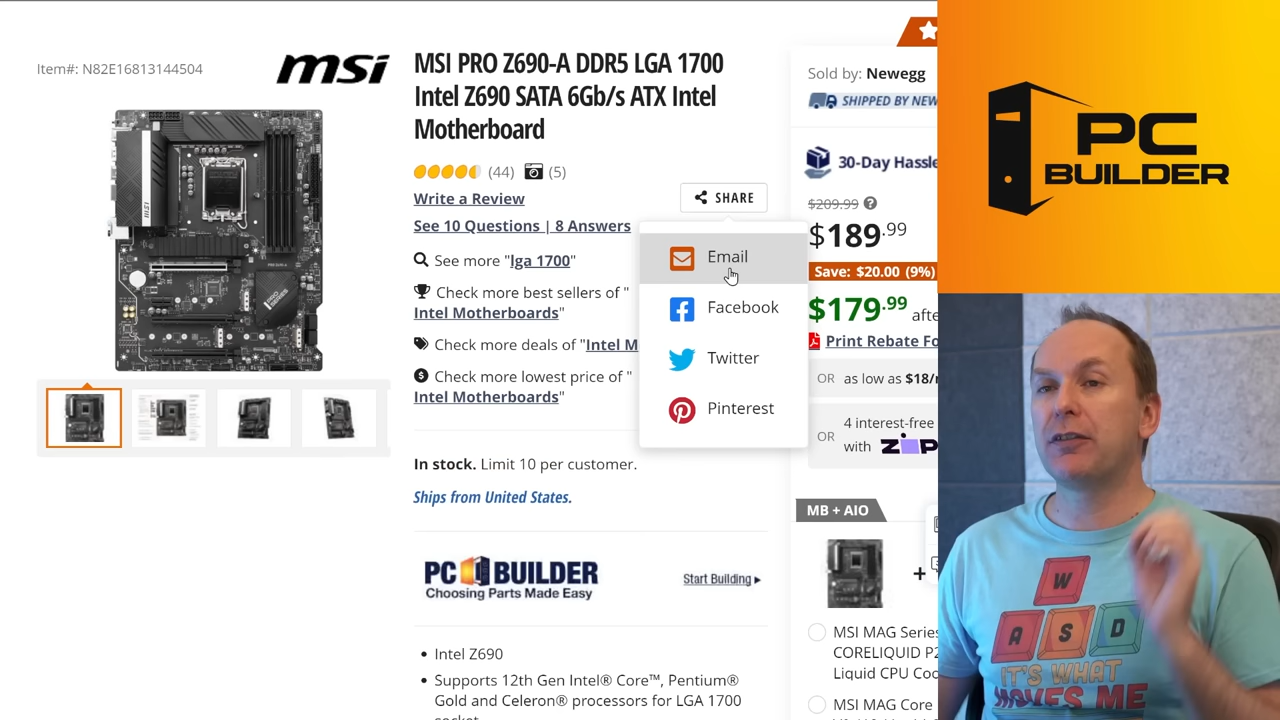 Item#: N82E16813144504
msi
MSI PRO Z690-A DDR5 LGA 1700
Intel Z690 SATA 6Gb/s ATX Intel
Motherboard
(44) (5)
Write a Review
SHARE
See 10 Questions | 8 Answers
See more "lga 1700"
Check more best sellers of "
Intel Motherboards"
Check more deals of "Intel M
Check more lowest price of "
Intel Motherboards"
Email
Facebook
Twitter
Pinterest
In stock. Limit 10 per customer.
Ships from United States.
PC BUILDER
Choosing Parts Made Easy
Start Building
• Intel Z690
• Supports 12th Gen Intel® Core™, Pentium®
Gold and Celeron® processors for LGA 1700
Sold by: Newegg
SHIPPED BY NEW
30-Day Hassle
$209.99
$189.99
Save: $20.00 (9%)
$179.99 afte
Print Rebate Fo
OR as low as $18/
4 interest-free
OR
with ZIP
MB + AIO
+
MSI MAG Series
CORELIQUID P2
Liquid CPU Coo
MSI MAG Core
PC
BUILDER
W
A S D
IT'S WHAT
MOVES ME